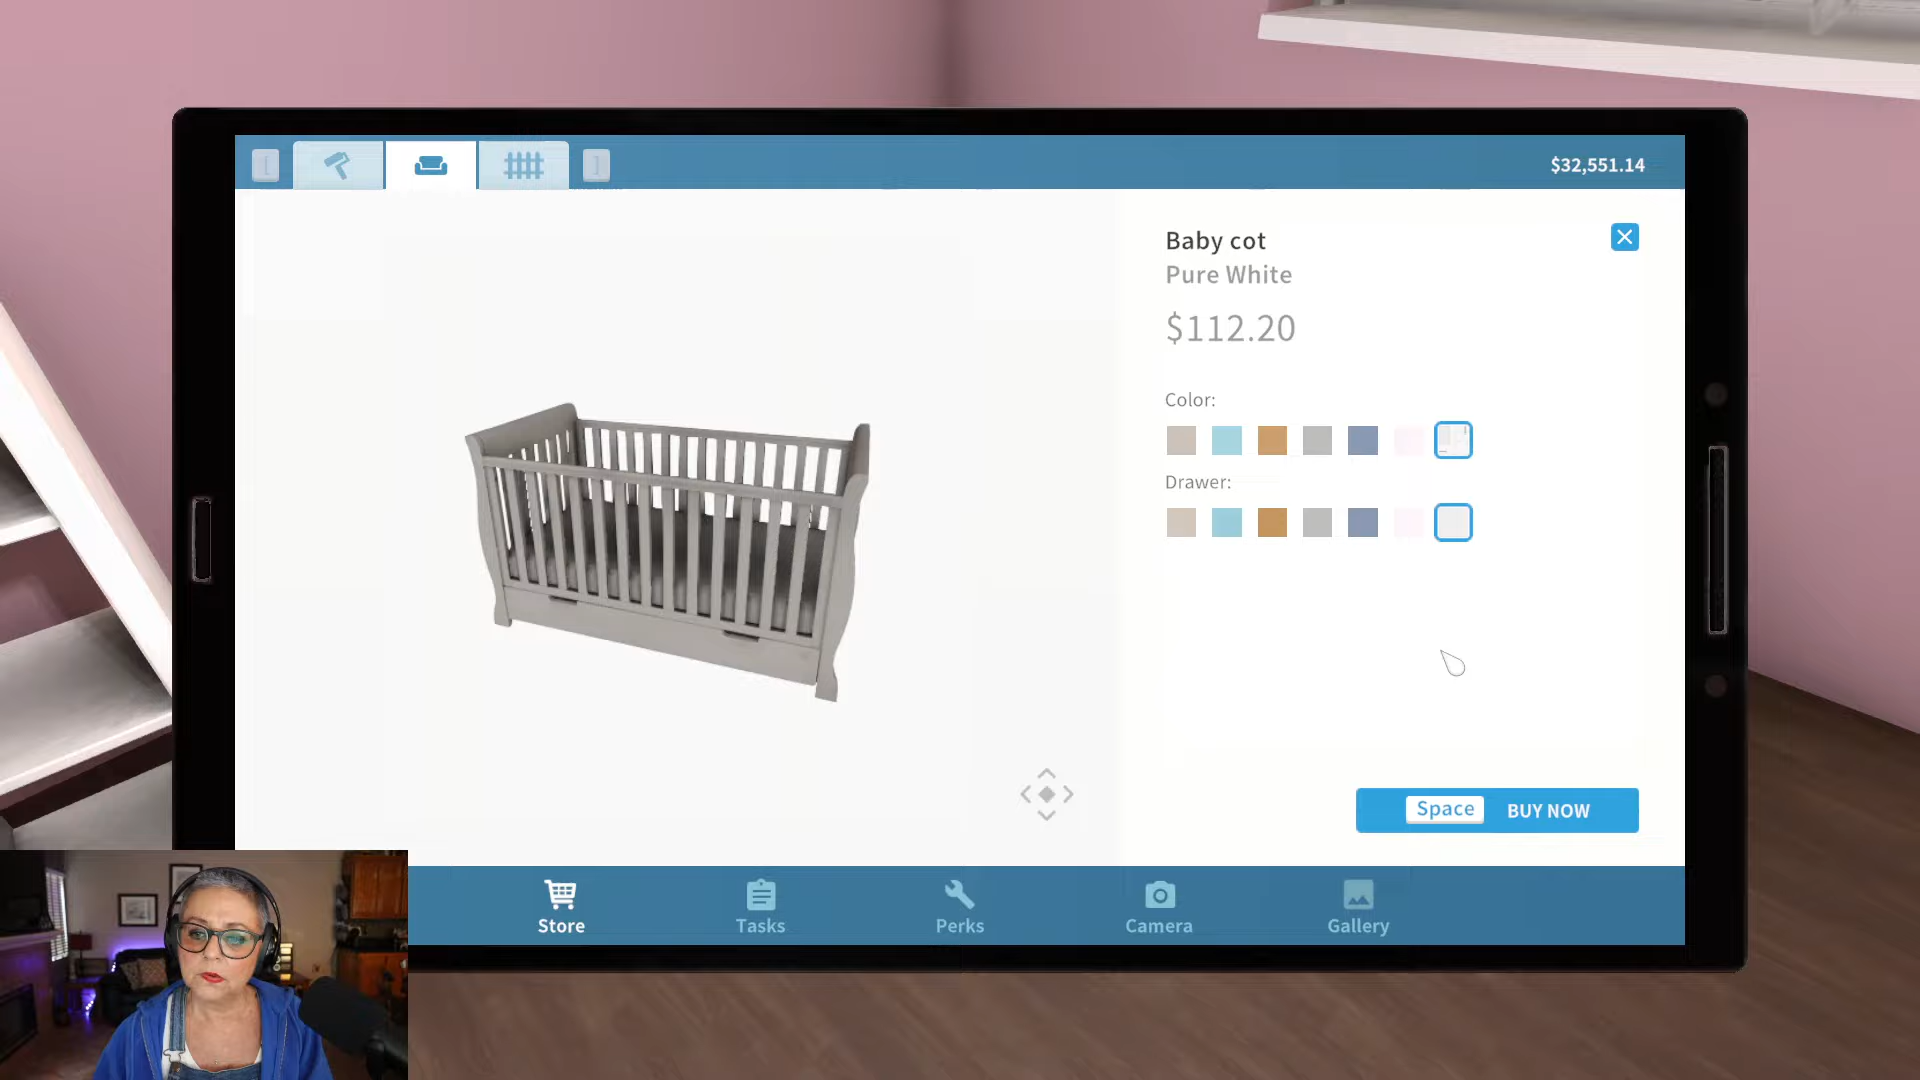 $32,551.14
Baby cot
Pure White
$112.20
Color:
Drawer:
Space BUY NOW
Store
Tasks
Perks
Camera
Gallery